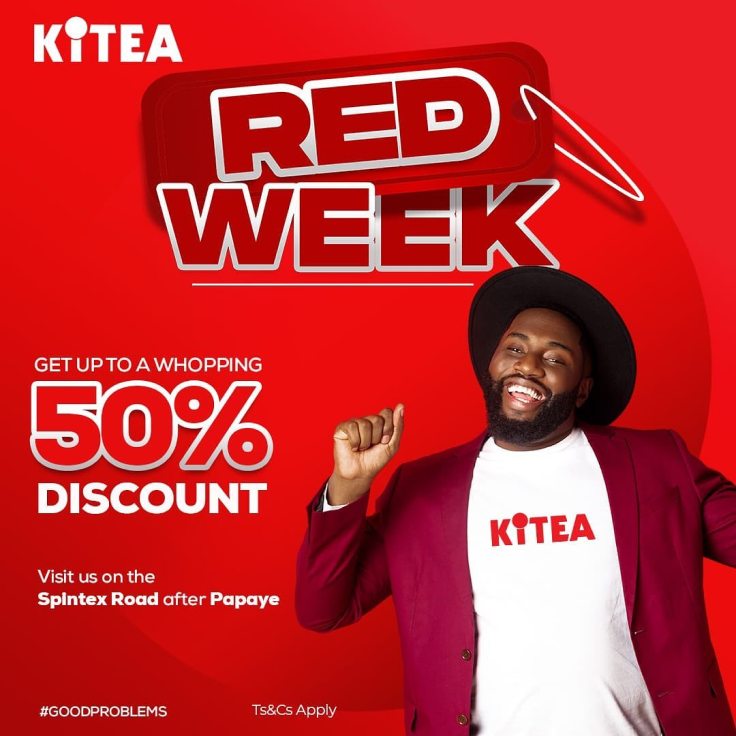 KITEA
RED
WEEK
GET UP TO A WHOPPING
50%
DISCOUNT
KITEA
Visit us on the
Spintex Road after Papaye
#GOODPROBLEMS
Ts&Cs Apply